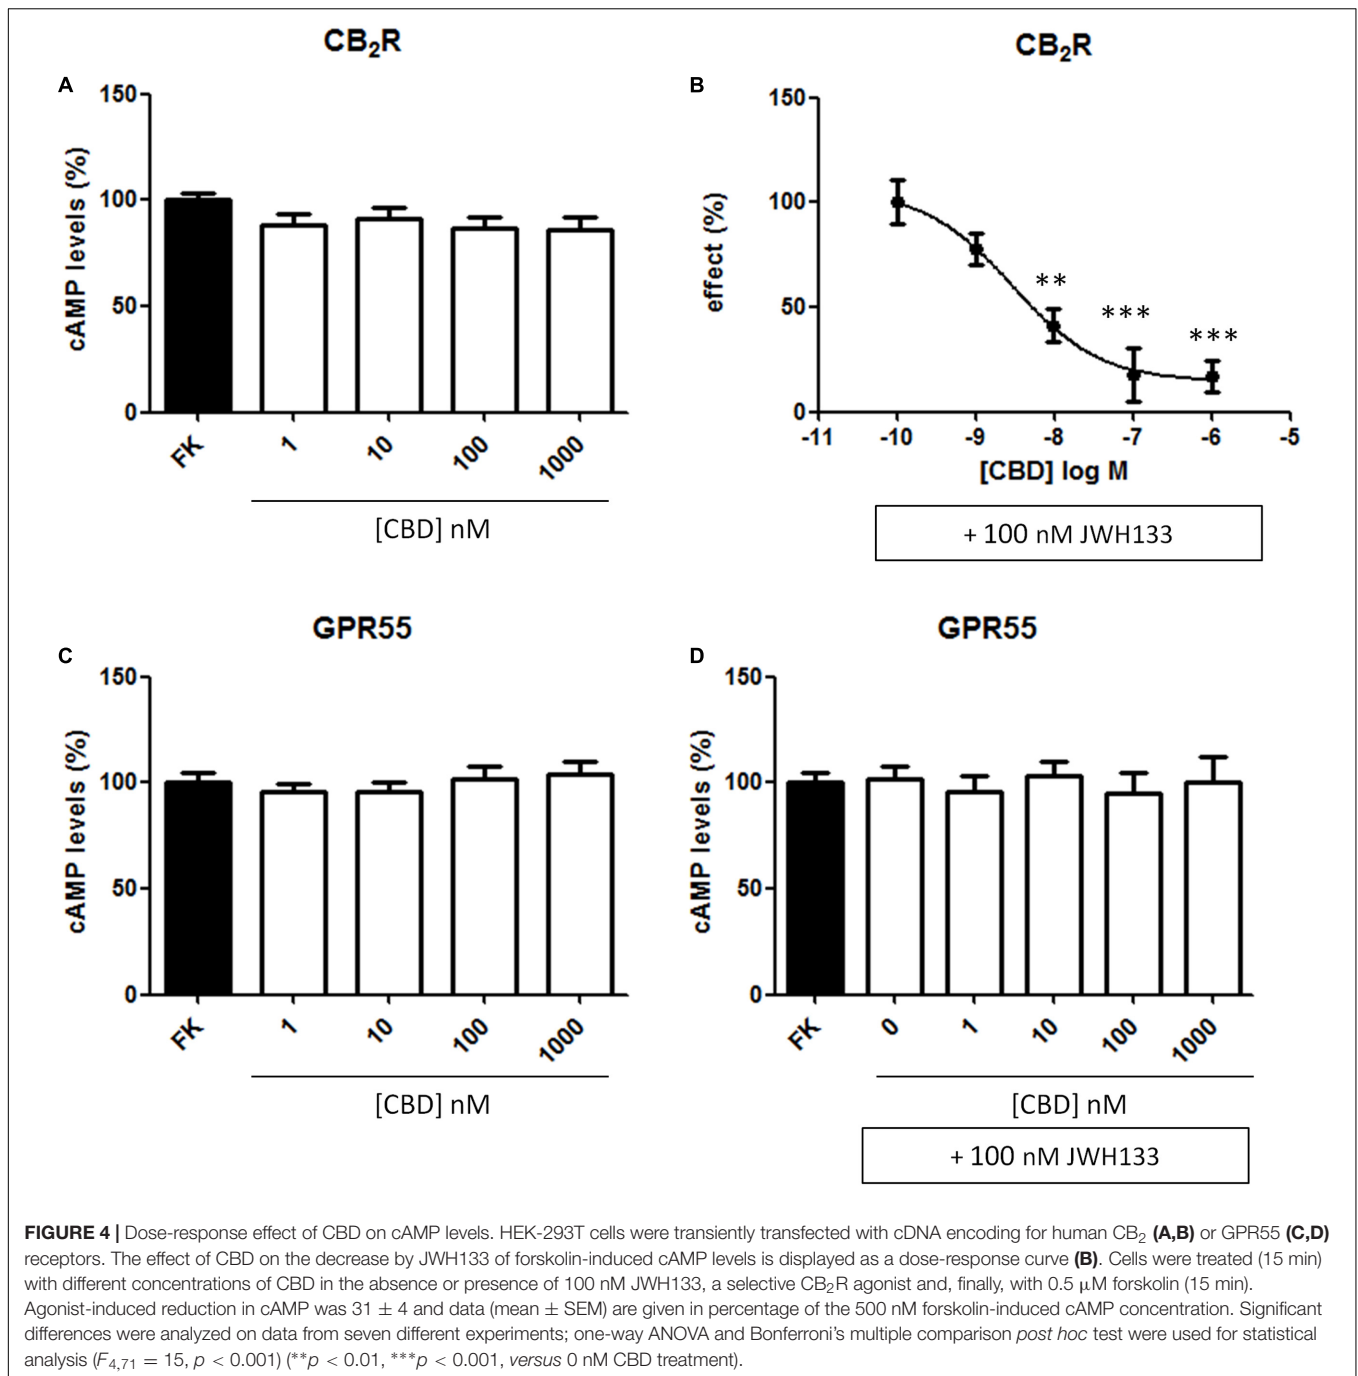 CB₂R
A
150
100
50
0
cAMP levels (%)
FK
1
10
100
1000
[CBD] nM
CB₂R
B
150
100
50
0
effect (%)
**
***
***
-11
-10
-9
-8
-7
-6
-5
[CBD] log M
+ 100 nM JWH133
GPR55
C
150
100
50
0
cAMP levels (%)
FK
1
10
100
1000
[CBD] nM
GPR55
D
150
100
50
0
cAMP levels (%)
FK
0
1
10
100
1000
[CBD] nM
+ 100 nM JWH133
FIGURE 4 | Dose-response effect of CBD on cAMP levels. HEK-293T cells were transiently transfected with cDNA encoding for human CB₂ (A,B) or GPR55 (C,D)
receptors. The effect of CBD on the decrease by JWH133 of forskolin-induced cAMP levels is displayed as a dose-response curve (B). Cells were treated (15 min)
with different concentrations of CBD in the absence or presence of 100 nM JWH133, a selective CB₂R agonist and, finally, with 0.5 μM forskolin (15 min).
Agonist-induced reduction in cAMP was 31 ± 4 and data (mean ± SEM) are given in percentage of the 500 nM forskolin-induced cAMP concentration. Significant
differences were analyzed on data from seven different experiments; one-way ANOVA and Bonferroni's multiple comparison post hoc test were used for statistical
analysis (F₄,₇₁ = 15, p < 0.001) (**p < 0.01, ***p < 0.001, versus 0 nM CBD treatment).